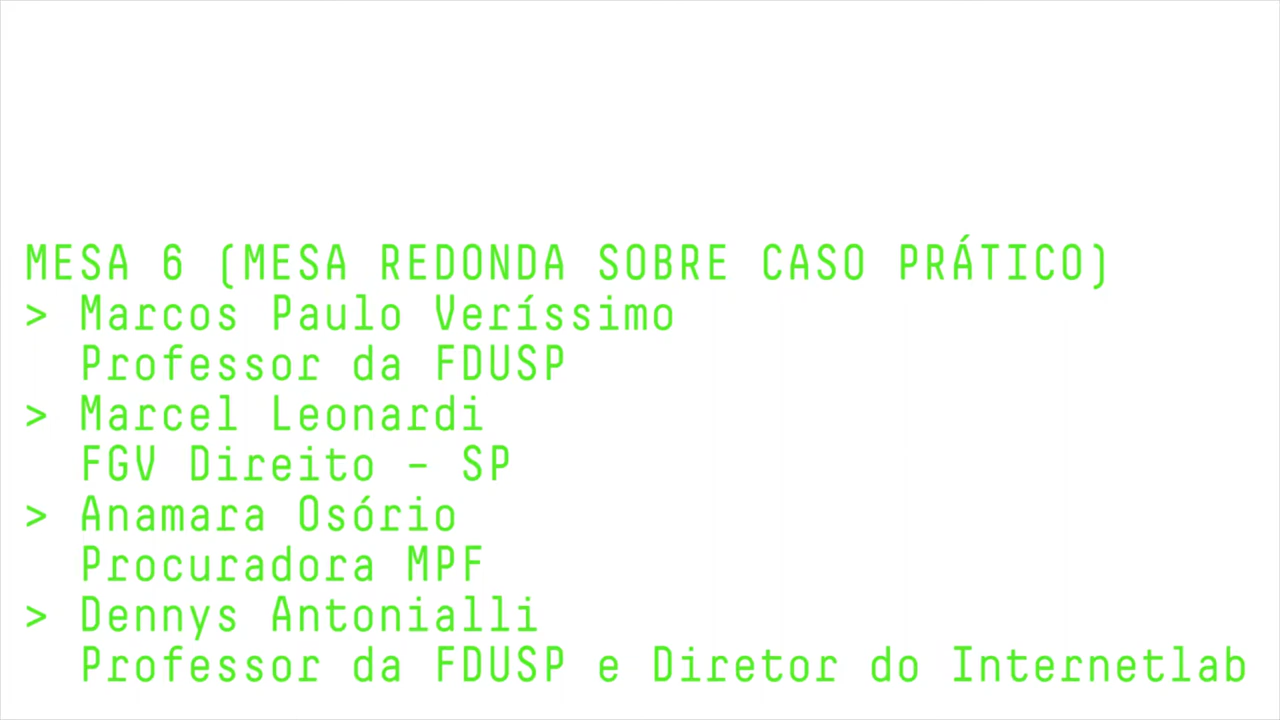 MESA 6 (MESA REDONDA SOBRE CASO PRÁTICO)
> Marcos Paulo Veríssimo
Professor da FDUSP
> Marcel Leonardi
FGV Direito - SP
> Anamara Osório
Procuradora MPF
> Dennys Antonialli
Professor da FDUSP e Diretor do Internetlab